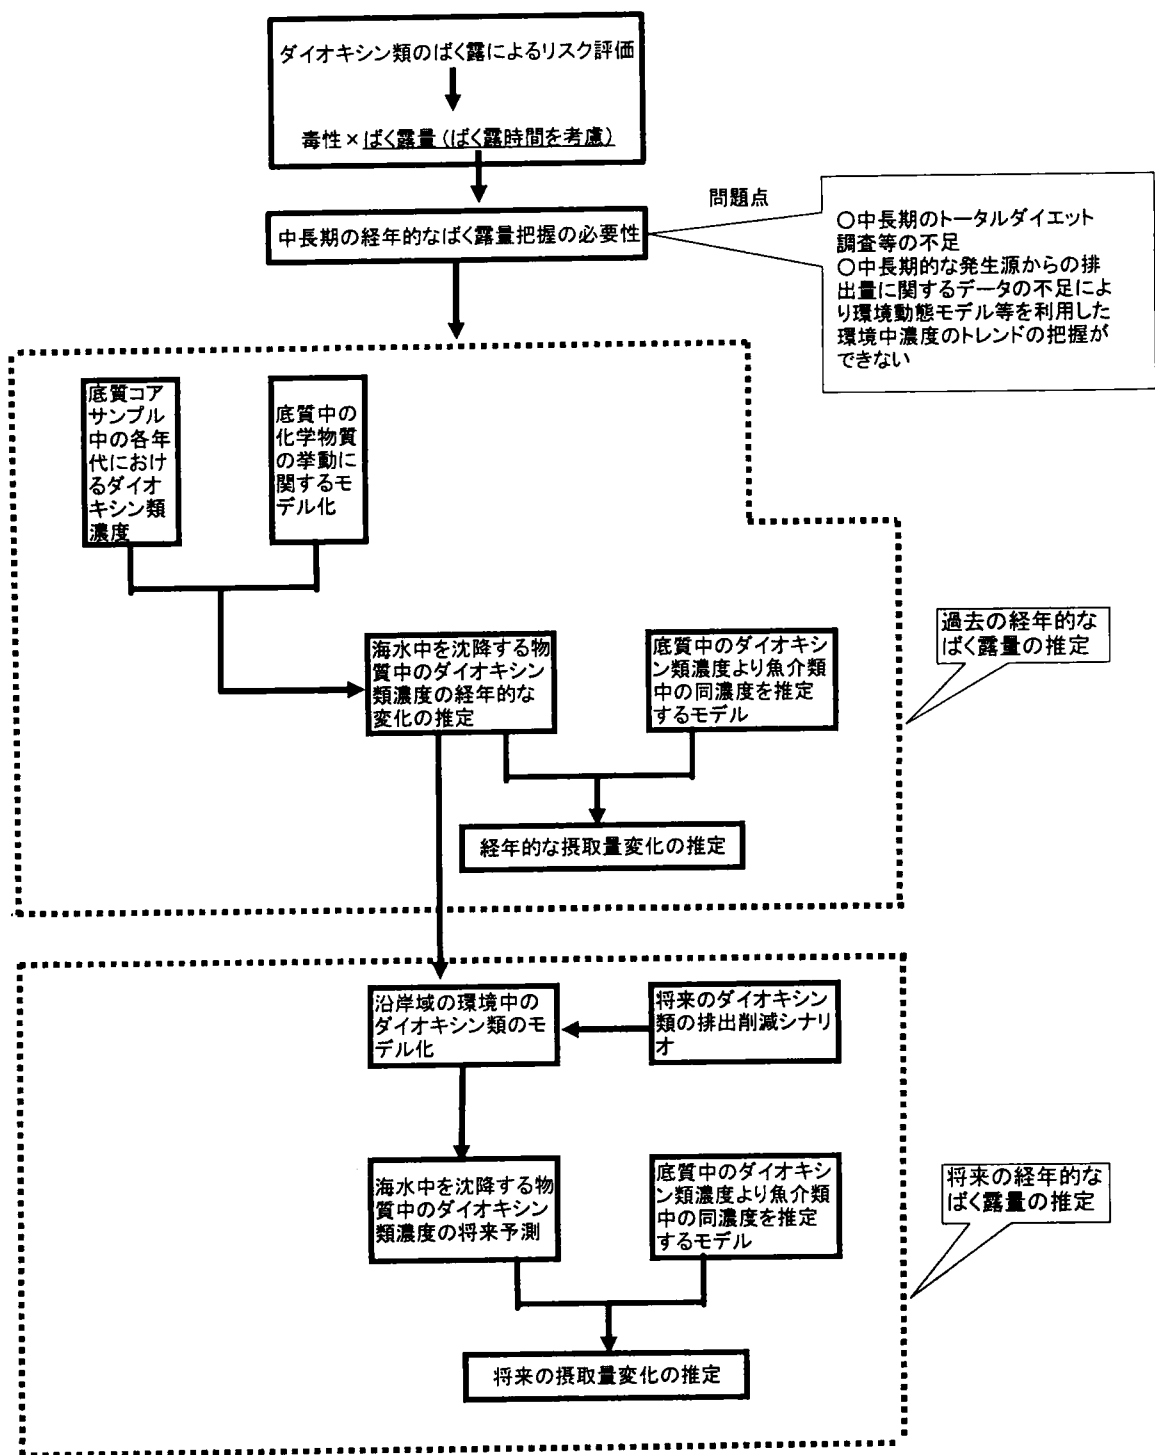 ダイオキシン類のばく露によるリスク評価
毒性×ばく露量(ばく露時間を考慮)
中長期の経年的なばく露量把握の必要性
問題点
○中長期のトータルダイエット
調査等の不足
○中長期的な発生源からの排
出量に関するデータの不足によ
り環境動態モデル等を利用した
環境中濃度のトレンドの把握が
できない
底質コア
サンプル
中の各年
代におけ
るダイオ
キシン類
濃度
底質中の
化学物質
の挙動に
関するモ
デル化
海水中を沈降する物
質中のダイオキシン
類濃度の経年的な
変化の推定
底質中のダイオキシ
ン類濃度より魚介類
中の同濃度を推定
するモデル
過去の経年的な
ばく露量の推定
経年的な摂取量変化の推定
沿岸域の環境中の
ダイオキシン類のモ
デル化
将来のダイオキシン
類の排出削減シナリ
オ
海水中を沈降する物
質中のダイオキシン
類濃度の将来予測
底質中のダイオキシ
ン類濃度より魚介類
中の同濃度を推定
するモデル
将来の経年的な
ばく露量の推定
将来の摂取量変化の推定